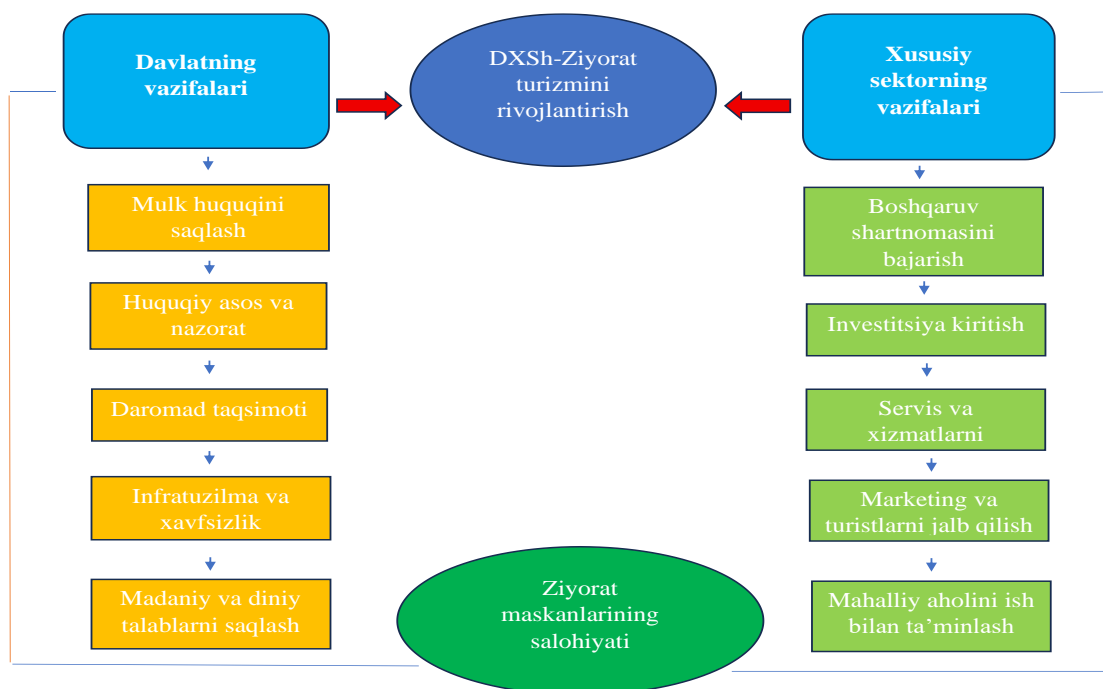 Davlatning
vazifalari
DXSh-Ziyorat
turizmini
rivojlantirish
Xususiy
sektorning
vazifalari
Mulk huquqini
saqlash
Huquqiy asos va
nazorat
Daromad taqsimoti
Infratuzilma va
xavfsizlik
Madaniy va diniy
talablarni saqlash
Boshqaruv
shartnomasini
bajarish
Investitsiya kiritish
Servis va
xizmatlarni
Marketing va
turistlarni jalb qilish
Mahalliy aholini ish
bilan ta’minlash
Ziyorat
maskanlarining
salohiyati